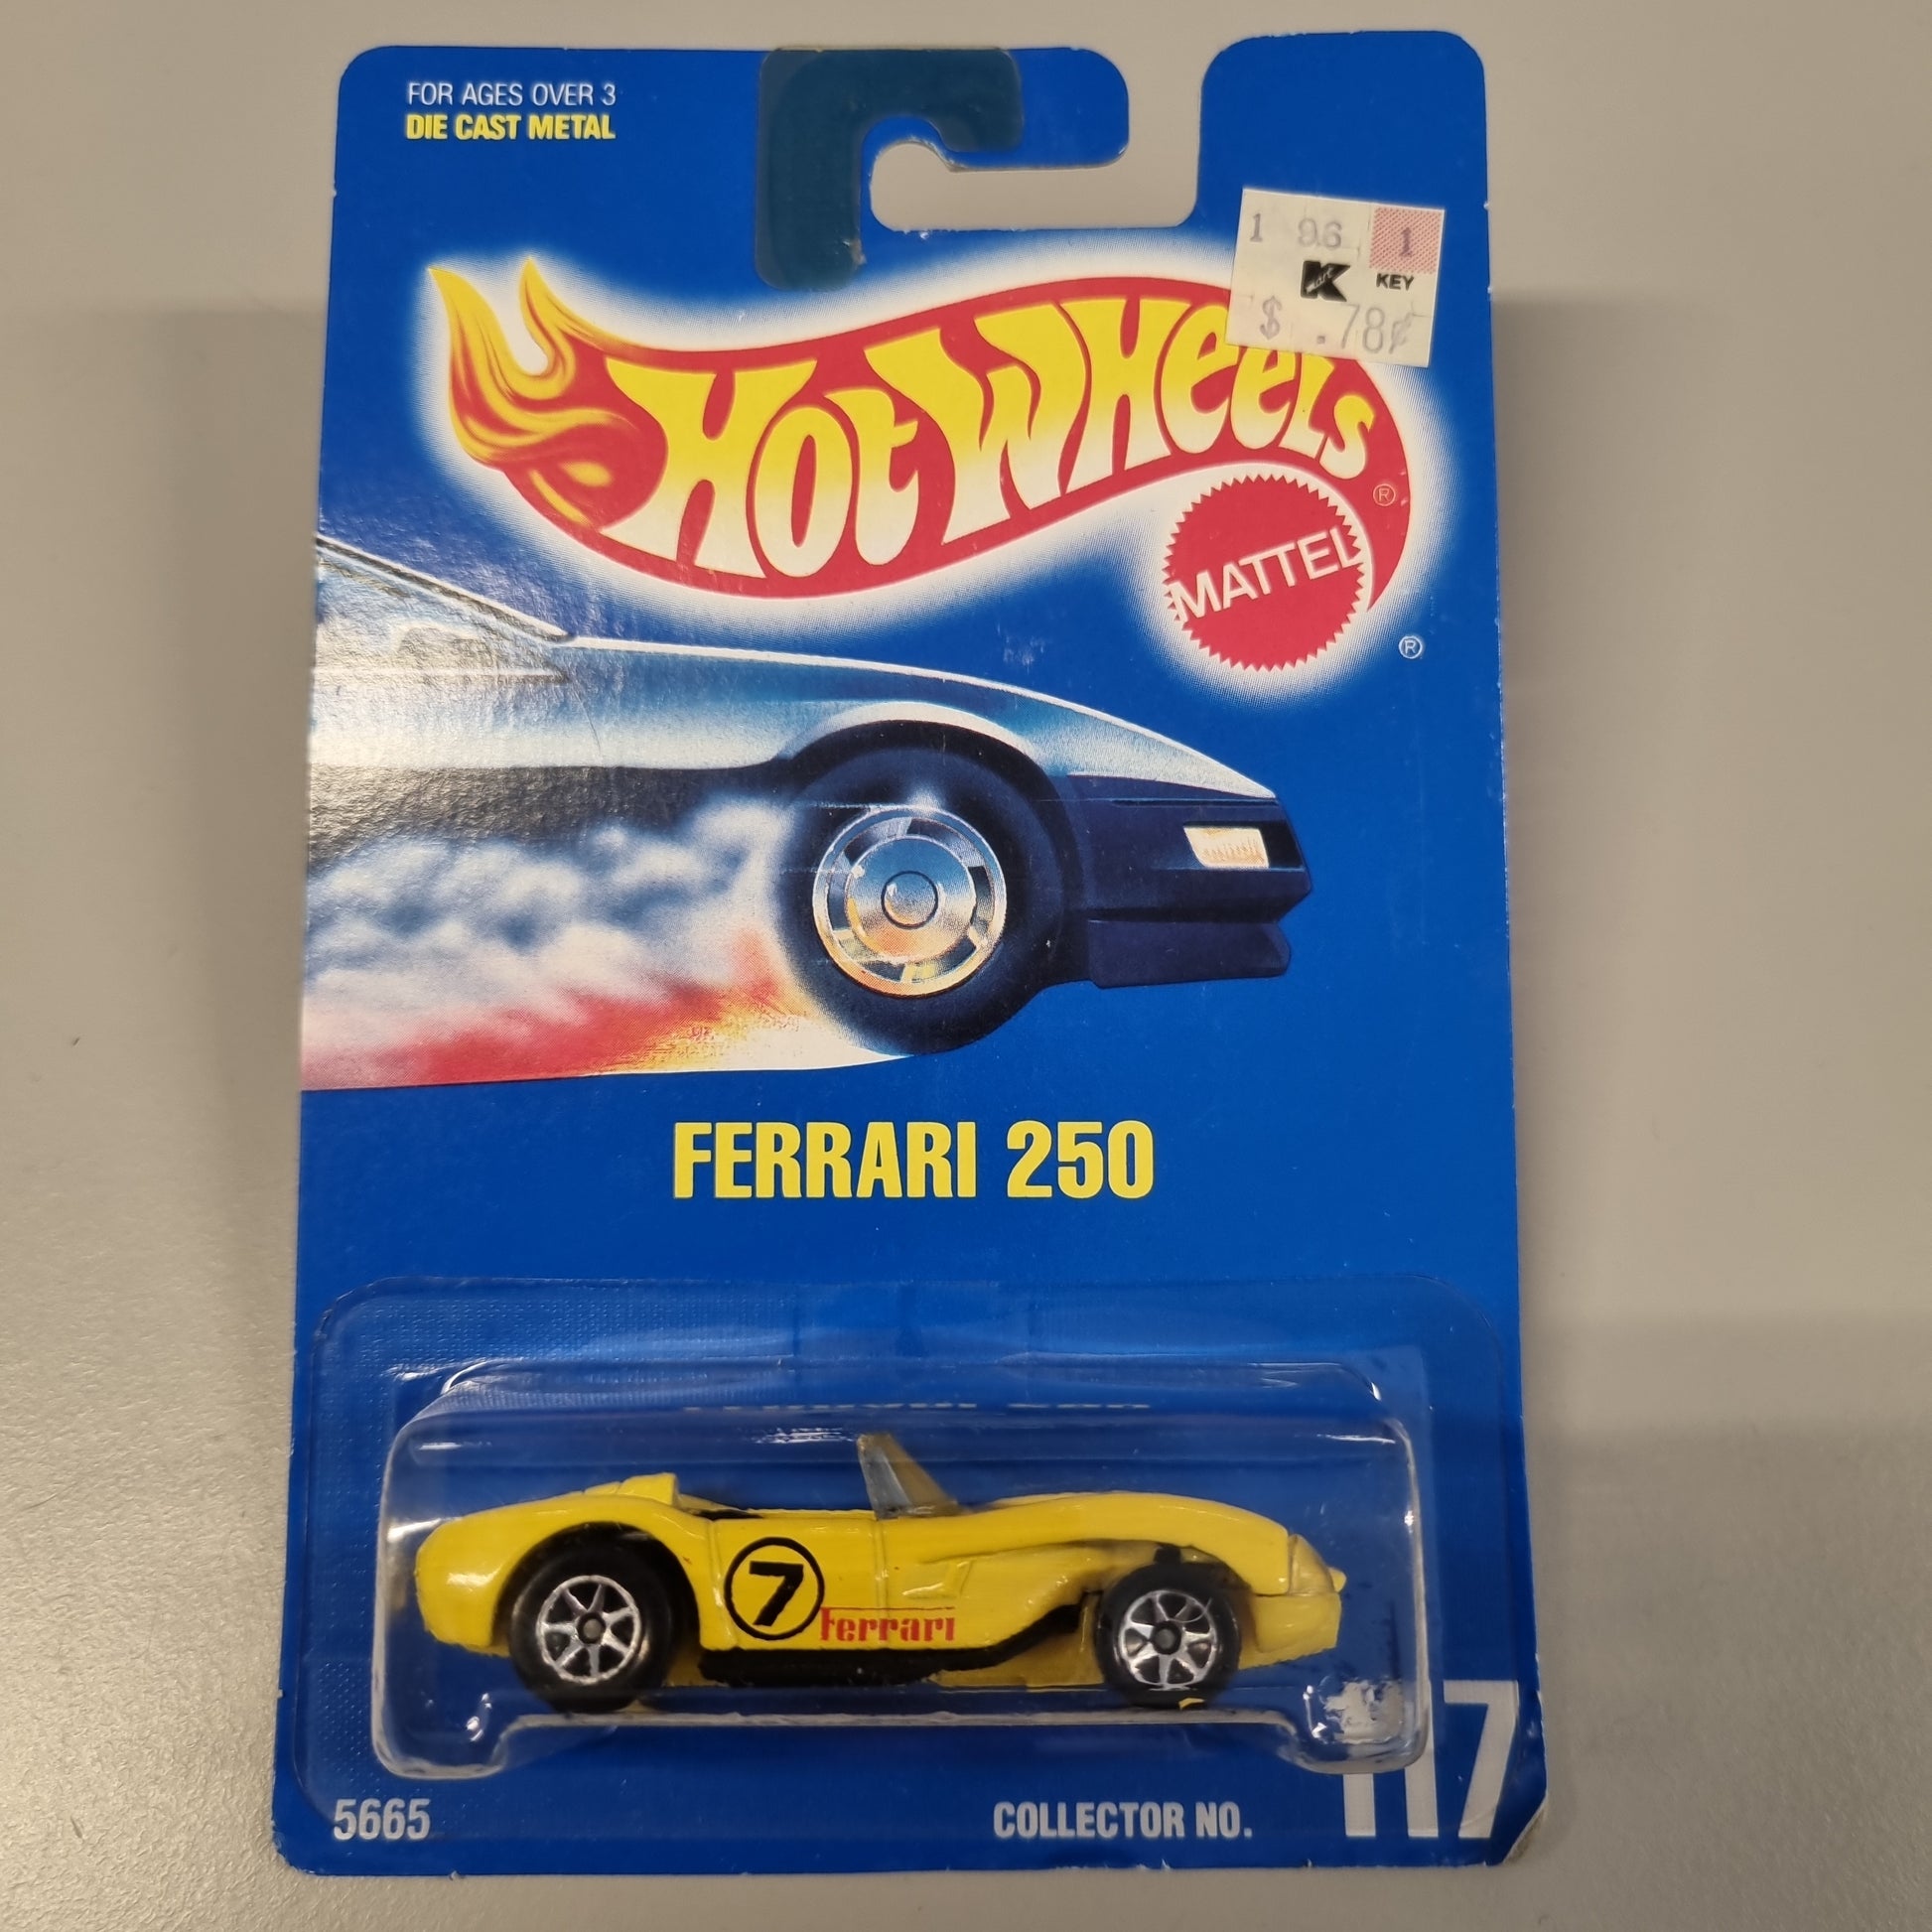 FOR AGES OVER 3
DIE CAST METAL
1 96 1
K mart KEY
$ .78¢
HOT WHEELS ®
MATTEL ®
FERRARI 250
7
Ferrari
5665
COLLECTOR NO. 117